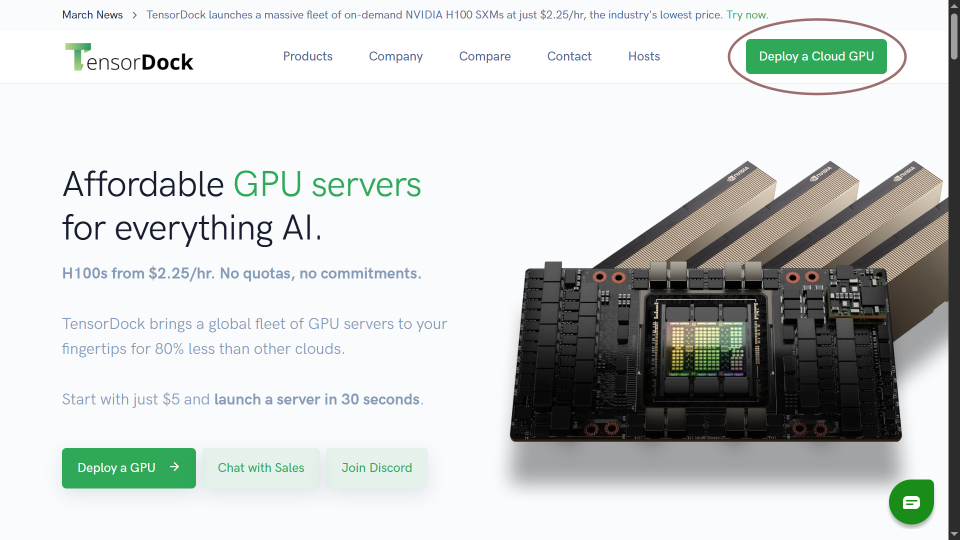 March News > TensorDock launches a massive fleet of on-demand NVIDIA H100 SXMs at just $2.25/hr, the industry's lowest price. Try now.
TensorDock Products Company Compare Contact Hosts Deploy a Cloud GPU
Affordable GPU servers
for everything AI.
H100s from $2.25/hr. No quotas, no commitments.
TensorDock brings a global fleet of GPU servers to your
fingertips for 80% less than other clouds.
Start with just $5 and launch a server in 30 seconds.
Deploy a GPU → Chat with Sales Join Discord
NVIDIA NVIDIA NVIDIA